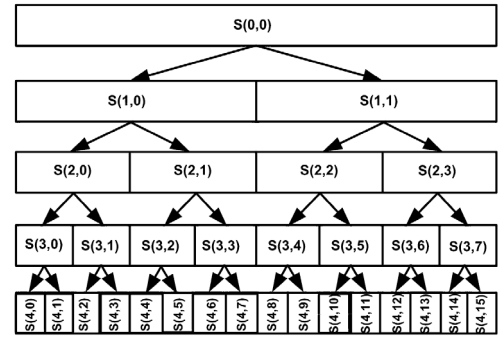 S(0,0)
S(1,0) S(1,1)
S(2,0) S(2,1) S(2,2) S(2,3)
S(3,0) S(3,1) S(3,2) S(3,3) S(3,4) S(3,5) S(3,6) S(3,7)
S(4,0) S(4,1) S(4,2) S(4,3) S(4,4) S(4,5) S(4,6) S(4,7) S(4,8) S(4,9) S(4,10) S(4,11) S(4,12) S(4,13) S(4,14) S(4,15)